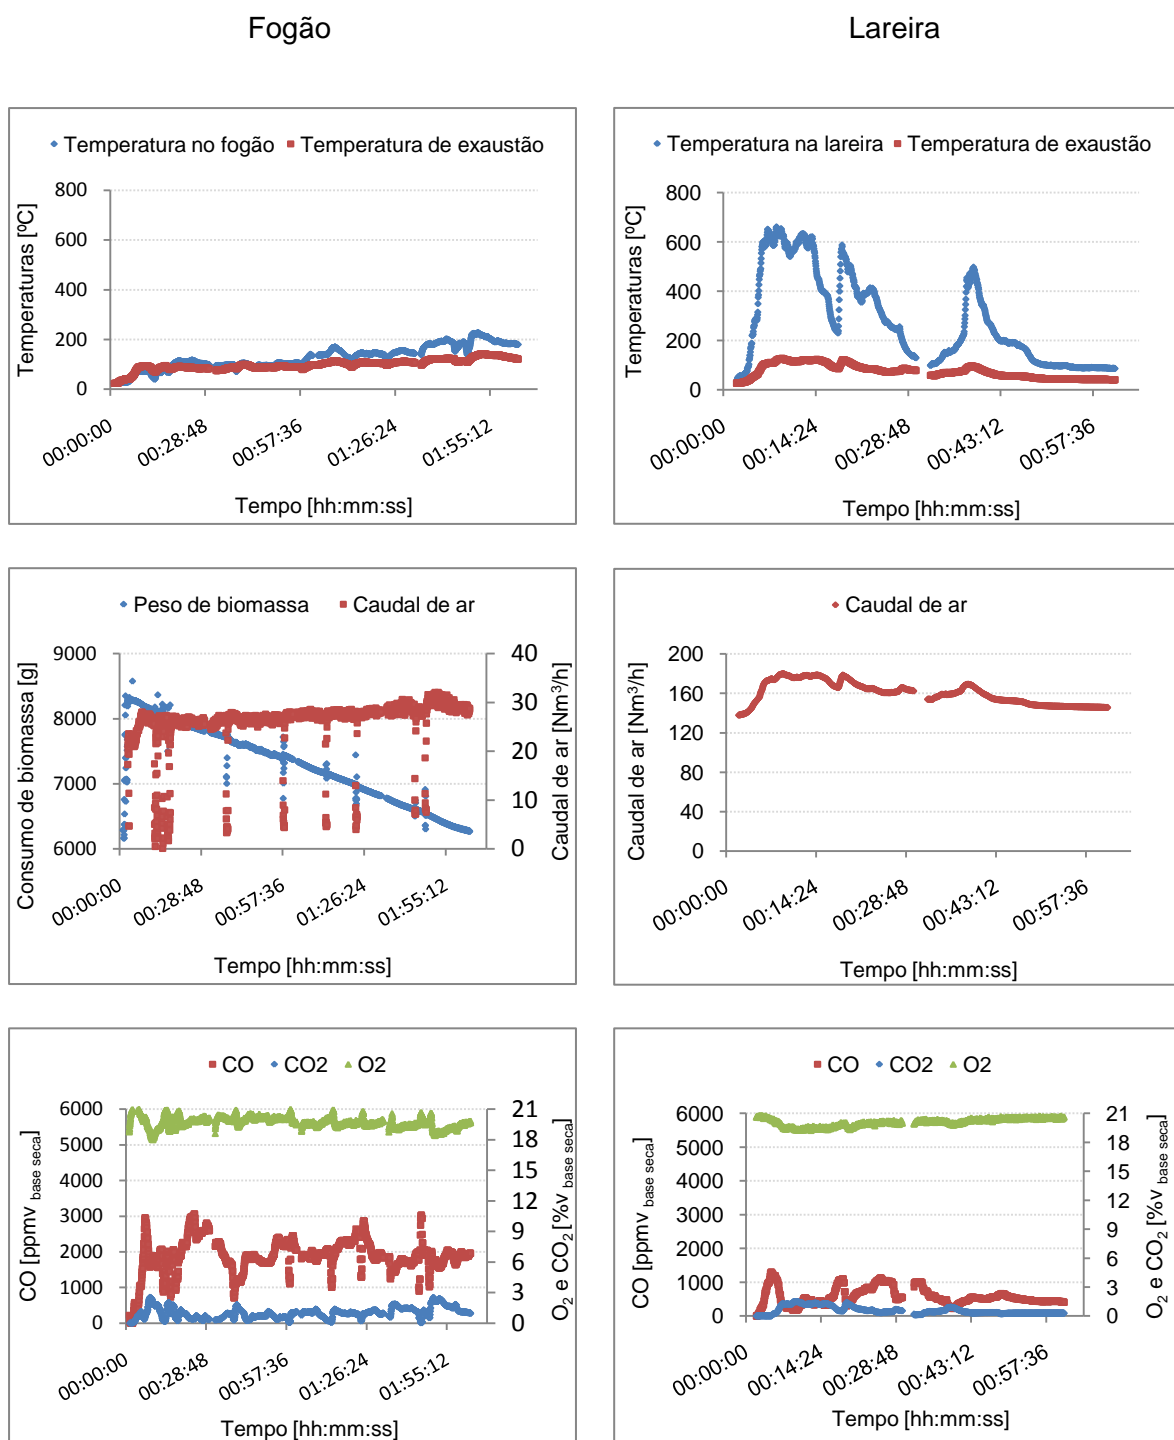 Fogão
Lareira
Temperatura no fogão Temperatura de exaustão
Temperaturas [ºC]
800
600
400
200
0
00:00:00 00:28:48 00:57:36 01:26:24 01:55:12
Tempo [hh:mm:ss]
Temperatura na lareira Temperatura de exaustão
Temperaturas [ºC]
800
600
400
200
0
00:00:00 00:14:24 00:28:48 00:43:12 00:57:36
Tempo [hh:mm:ss]
Peso de biomassa Caudal de ar
Consumo de biomassa [g]
9000
8000
7000
6000
40
30
20
10
0
Caudal de ar [Nm³/h]
00:00:00 00:28:48 00:57:36 01:26:24 01:55:12
Tempo [hh:mm:ss]
Caudal de ar
Caudal de ar [Nm³/h]
200
160
120
80
40
0
00:00:00 00:14:24 00:28:48 00:43:12 00:57:36
Tempo [hh:mm:ss]
CO CO2 O2
CO [ppmv base seca]
6000
5000
4000
3000
2000
1000
0
21
18
15
12
9
6
3
0
O₂ e CO₂ [%v base seca]
00:00:00 00:28:48 00:57:36 01:26:24 01:55:12
Tempo [hh:mm:ss]
CO CO2 O2
CO [ppmv base seca]
6000
5000
4000
3000
2000
1000
0
21
18
15
12
9
6
3
0
O₂ e CO₂ [%v base seca]
00:00:00 00:14:24 00:28:48 00:43:12 00:57:36
Tempo [hh:mm:ss]